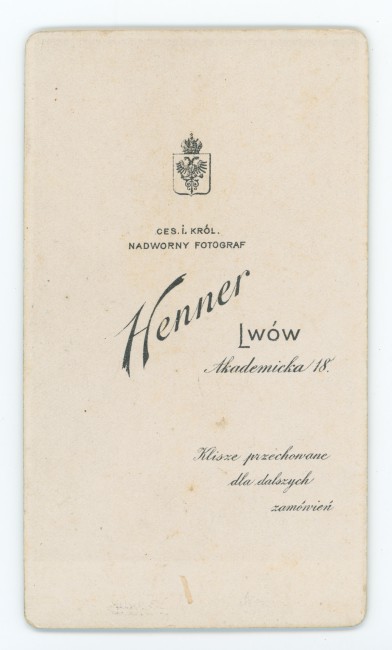 CES. i. KRÓL.
NADWORNY FOTOGRAF
Henner
LWÓW
Akademicka 18.
Klisze przechowane
dla dalszych
zamówień